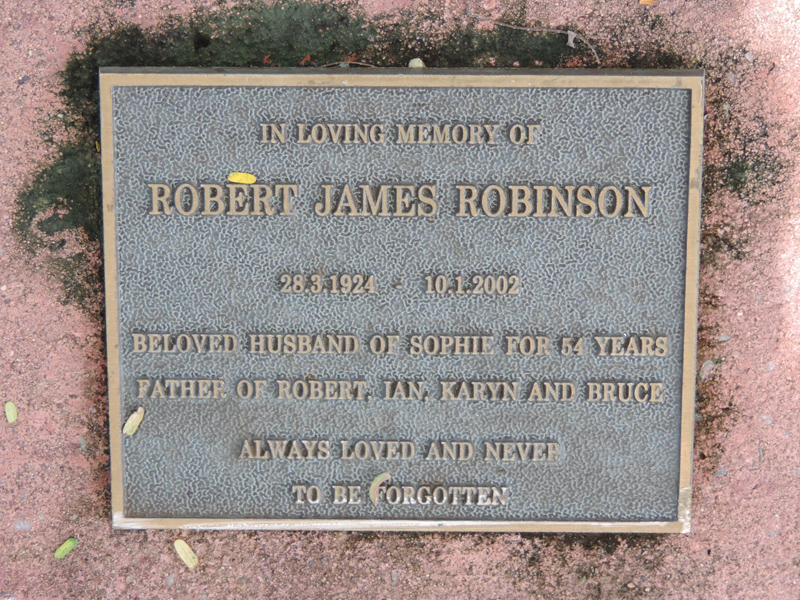 IN LOVING MEMORY OF
ROBERT JAMES ROBINSON
28.3.1924 - 10.1.2002
BELOVED HUSBAND OF SOPHIE FOR 54 YEARS
FATHER OF ROBERT, IAN, KARYN AND BRUCE
ALWAYS LOVED AND NEVER
TO BE FORGOTTEN